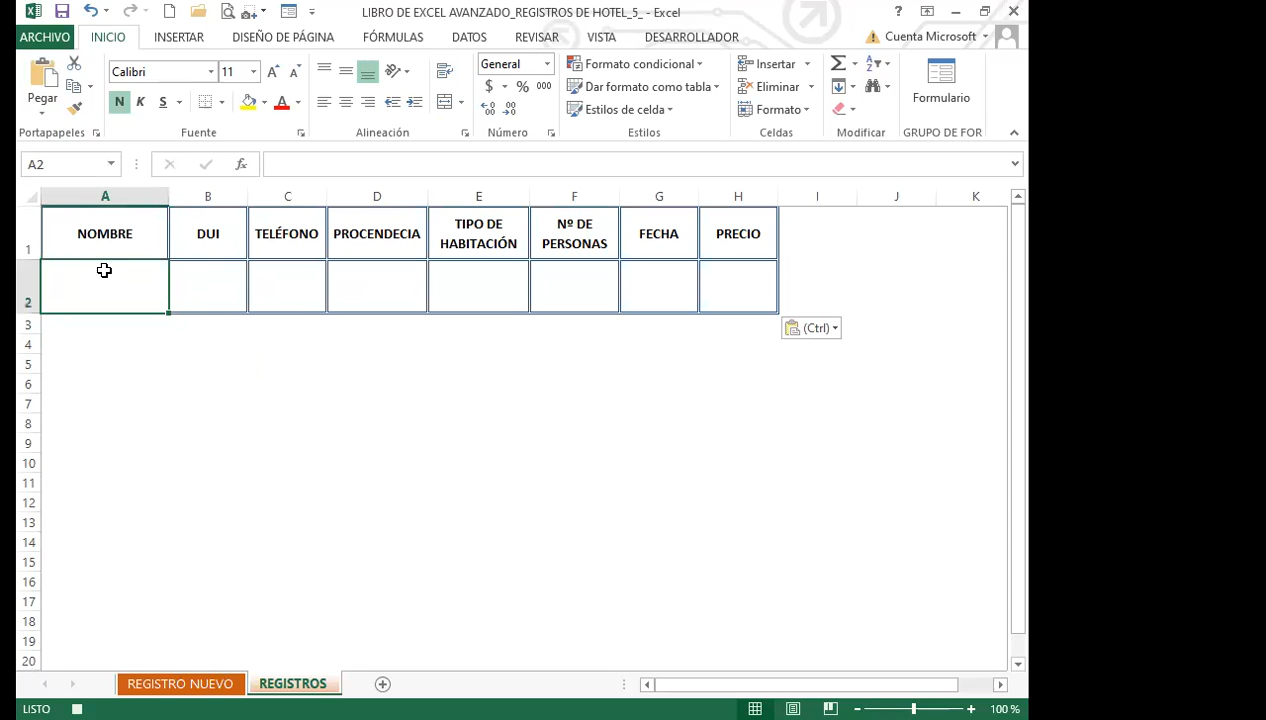 LIBRO DE EXCEL AVANZADO_REGISTROS DE HOTEL_5_ - Excel
?
ARCHIVO INICIO INSERTAR DISEÑO DE PÁGINA FÓRMULAS DATOS REVISAR VISTA DESARROLLADOR Cuenta Microsoft
Pegar
Portapapeles
Calibri 11
N K S A
Fuente
Alineación
General
$ % 000
Número
Formato condicional
Dar formato como tabla
Estilos de celda
Estilos
Insertar
Eliminar
Formato
Celdas
Modificar
Formulario
GRUPO DE FOR
A2 fx
A B C D E F G H I J K
1 NOMBRE DUI TELÉFONO PROCENDECIA TIPO DE HABITACIÓN Nº DE PERSONAS FECHA PRECIO
2
(Ctrl)
3
4
5
6
7
8
9
10
11
12
13
14
15
16
17
18
19
20
REGISTRO NUEVO REGISTROS
LISTO 100 %